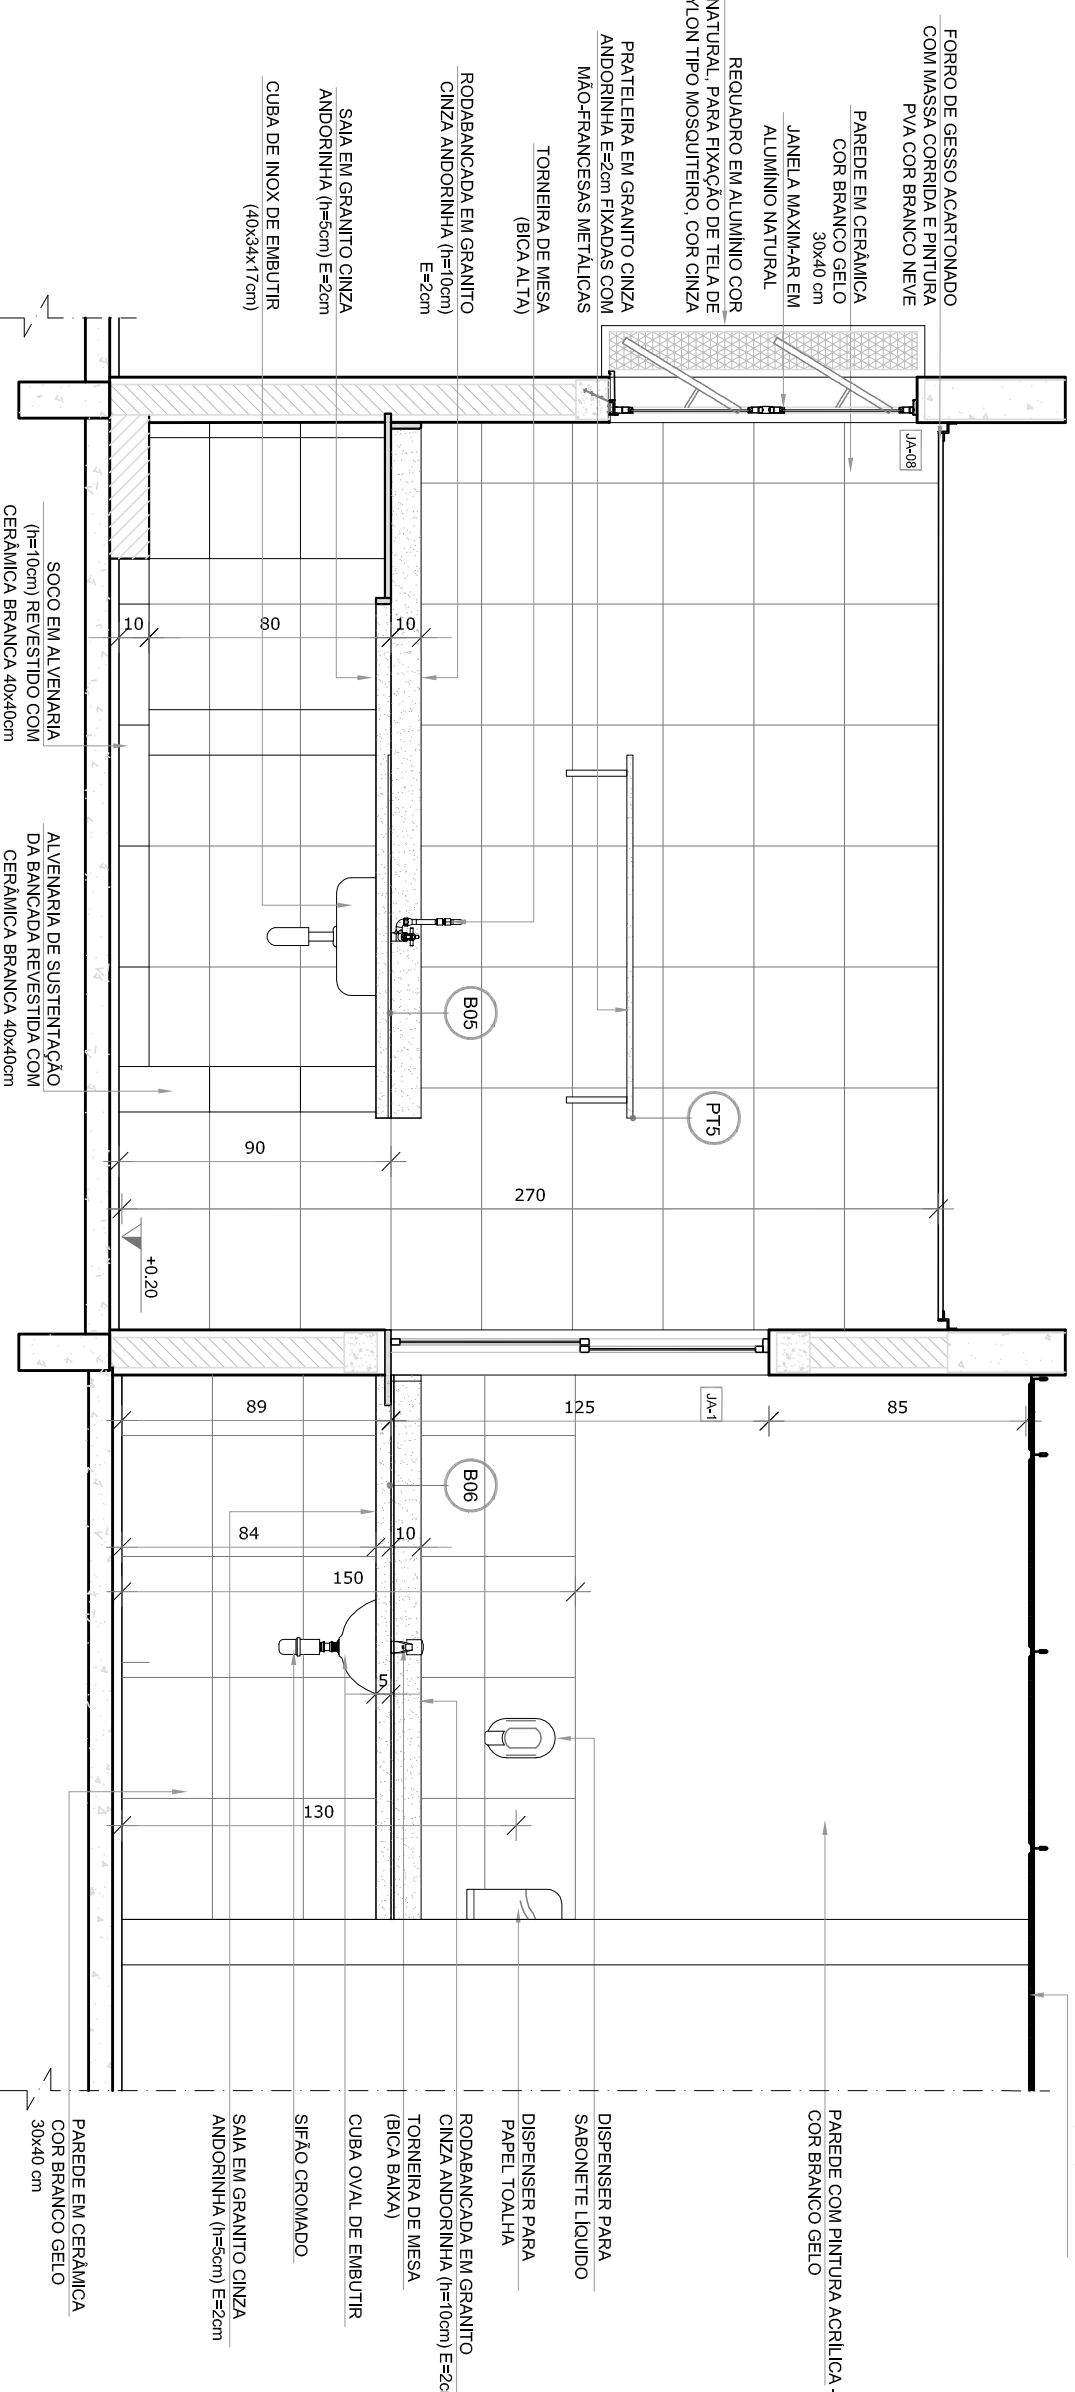 FORRO DE GESSO ACARTONADO
COM MASSA CORRIDA E PINTURA
PVA COR BRANCO NEVE
PAREDE EM CERÂMICA
COR BRANCO GELO
30x40 cm
JANELA MAXIM-AR EM
ALUMÍNIO NATURAL
REQUADRO EM ALUMÍNIO COR
NATURAL, PARA FIXAÇÃO DE TELA DE
YLON TIPO MOSQUITEIRO, COR CINZA
PRATELEIRA EM GRANITO CINZA
ANDORINHA E=2cm FIXADAS COM
MÃO-FRANCESAS METÁLICAS
TORNEIRA DE MESA
(BICA ALTA)
RODABANCADA EM GRANITO
CINZA ANDORINHA (h=10cm)
E=2cm
SAIA EM GRANITO CINZA
ANDORINHA (h=5cm) E=2cm
CUBA DE INOX DE EMBUTIR
(40x34x17cm)
JA-08
SOCO EM ALVENARIA
(h=10cm) REVESTIDO COM
CERÂMICA BRANCA 40x40cm
10
80
10
ALVENARIA DE SUSTENTAÇÃO
DA BANCADA REVESTIDA COM
CERÂMICA BRANCA 40x40cm
B05
PT5
90
270
+0.20
89
125
JA-1
85
B06
84
10
150
5
130
PAREDE COM PINTURA ACRÍLICA -
COR BRANCO GELO
DISPENSER PARA
SABONETE LÍQUIDO
DISPENSER PARA
PAPEL TOALHA
RODABANCADA EM GRANITO
CINZA ANDORINHA (h=10cm) E=2c
TORNEIRA DE MESA
(BICA BAIXA)
CUBA OVAL DE EMBUTIR
SIFÃO CROMADO
SAIA EM GRANITO CINZA
ANDORINHA (h=5cm) E=2cm
PAREDE EM CERÂMICA
COR BRANCO GELO
30x40 cm